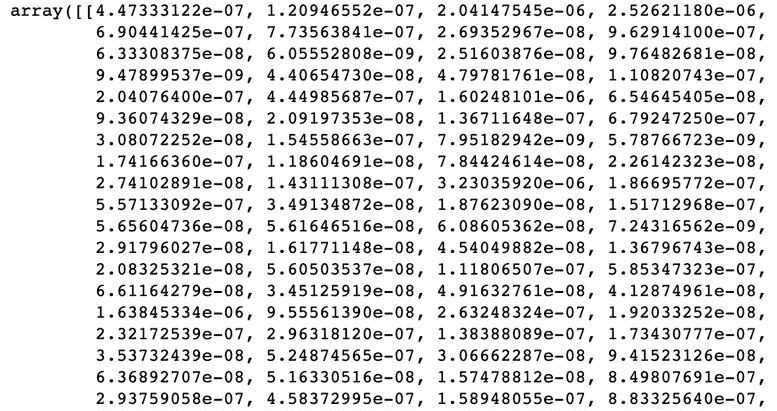 array([[4.47333122e-07, 1.20946552e-07, 2.04147545e-06, 2.52621180e-06,
6.90441425e-07, 7.73563841e-07, 2.69352967e-08, 9.62914100e-07,
6.33308375e-08, 6.05552808e-09, 2.51603876e-08, 9.76482681e-08,
9.47899537e-09, 4.40654730e-08, 4.79781761e-08, 1.10820743e-07,
2.04076400e-07, 4.44985687e-07, 1.60248101e-06, 6.54645405e-08,
9.36074329e-08, 2.09197353e-08, 1.36711648e-07, 6.79247250e-07,
3.08072252e-08, 1.54558663e-07, 7.95182942e-09, 5.78766723e-09,
1.74166360e-07, 1.18604691e-08, 7.84424614e-08, 2.26142323e-08,
2.74102891e-08, 1.43111308e-07, 3.23035920e-06, 1.86695772e-07,
5.57133092e-07, 3.49134872e-08, 1.87623090e-08, 1.51712968e-07,
5.65604736e-08, 5.61646516e-08, 6.08605362e-08, 7.24316562e-09,
2.91796027e-08, 1.61771148e-08, 4.54049882e-08, 1.36796743e-08,
2.08325321e-08, 5.60503537e-08, 1.11806507e-07, 5.85347323e-07,
6.61164279e-08, 3.45125919e-08, 4.91632761e-08, 4.12874961e-08,
1.63845334e-06, 9.55561390e-08, 2.63248324e-07, 1.92033252e-08,
2.32172539e-07, 2.96318120e-07, 1.38388089e-07, 1.73430777e-07,
3.53732439e-08, 5.24874565e-07, 3.06662287e-08, 9.41523126e-08,
6.36892707e-08, 5.16330516e-08, 1.57478812e-08, 8.49807691e-07,
2.93759058e-07, 4.58372995e-07, 1.58948055e-07, 8.83325640e-07,